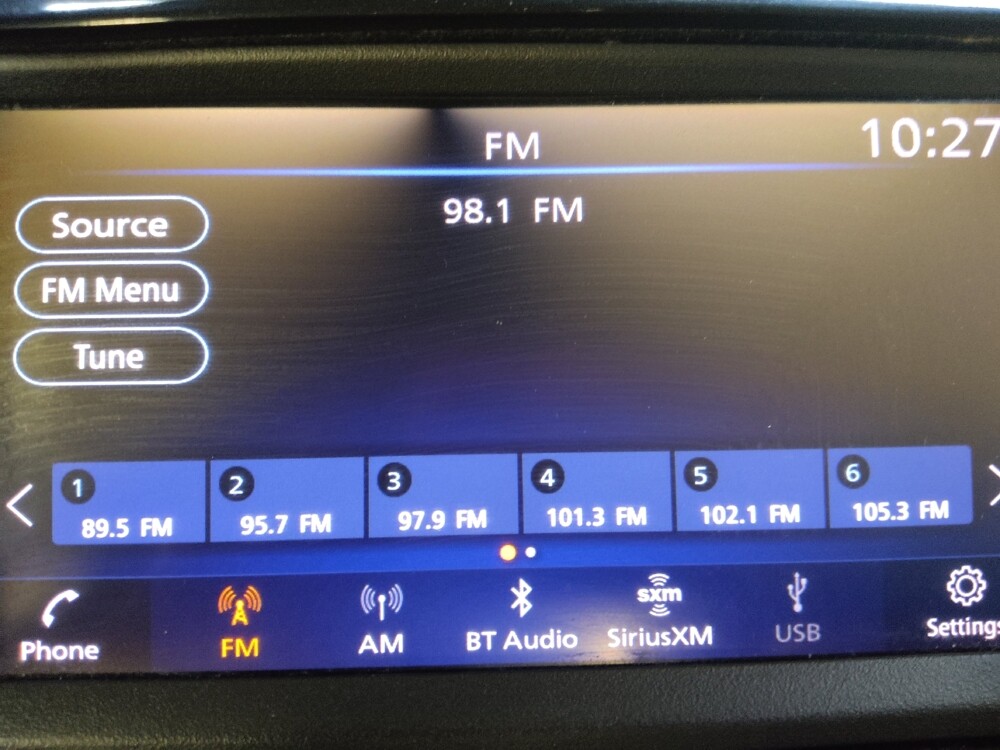 FM
10:27
98.1 FM
Source
FM Menu
Tune
1
89.5 FM
2
95.7 FM
3
97.9 FM
4
101.3 FM
5
102.1 FM
6
105.3 FM
Phone
FM
AM
BT Audio
sxm
SiriusXM
USB
Settings